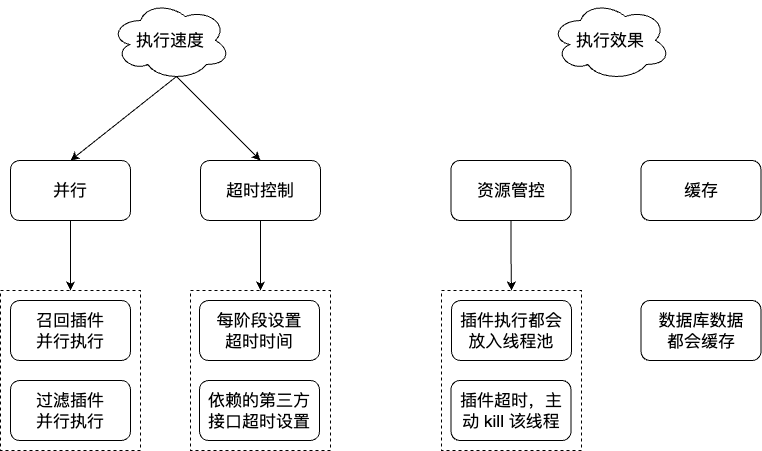 执行速度
执行效果
并行
超时控制
资源管控
缓存
召回插件
并行执行
每阶段设置
超时时间
插件执行都会
放入线程池
数据库数据
都会缓存
过滤插件
并行执行
依赖的第三方
接口超时设置
插件超时，主
动 kill 该线程